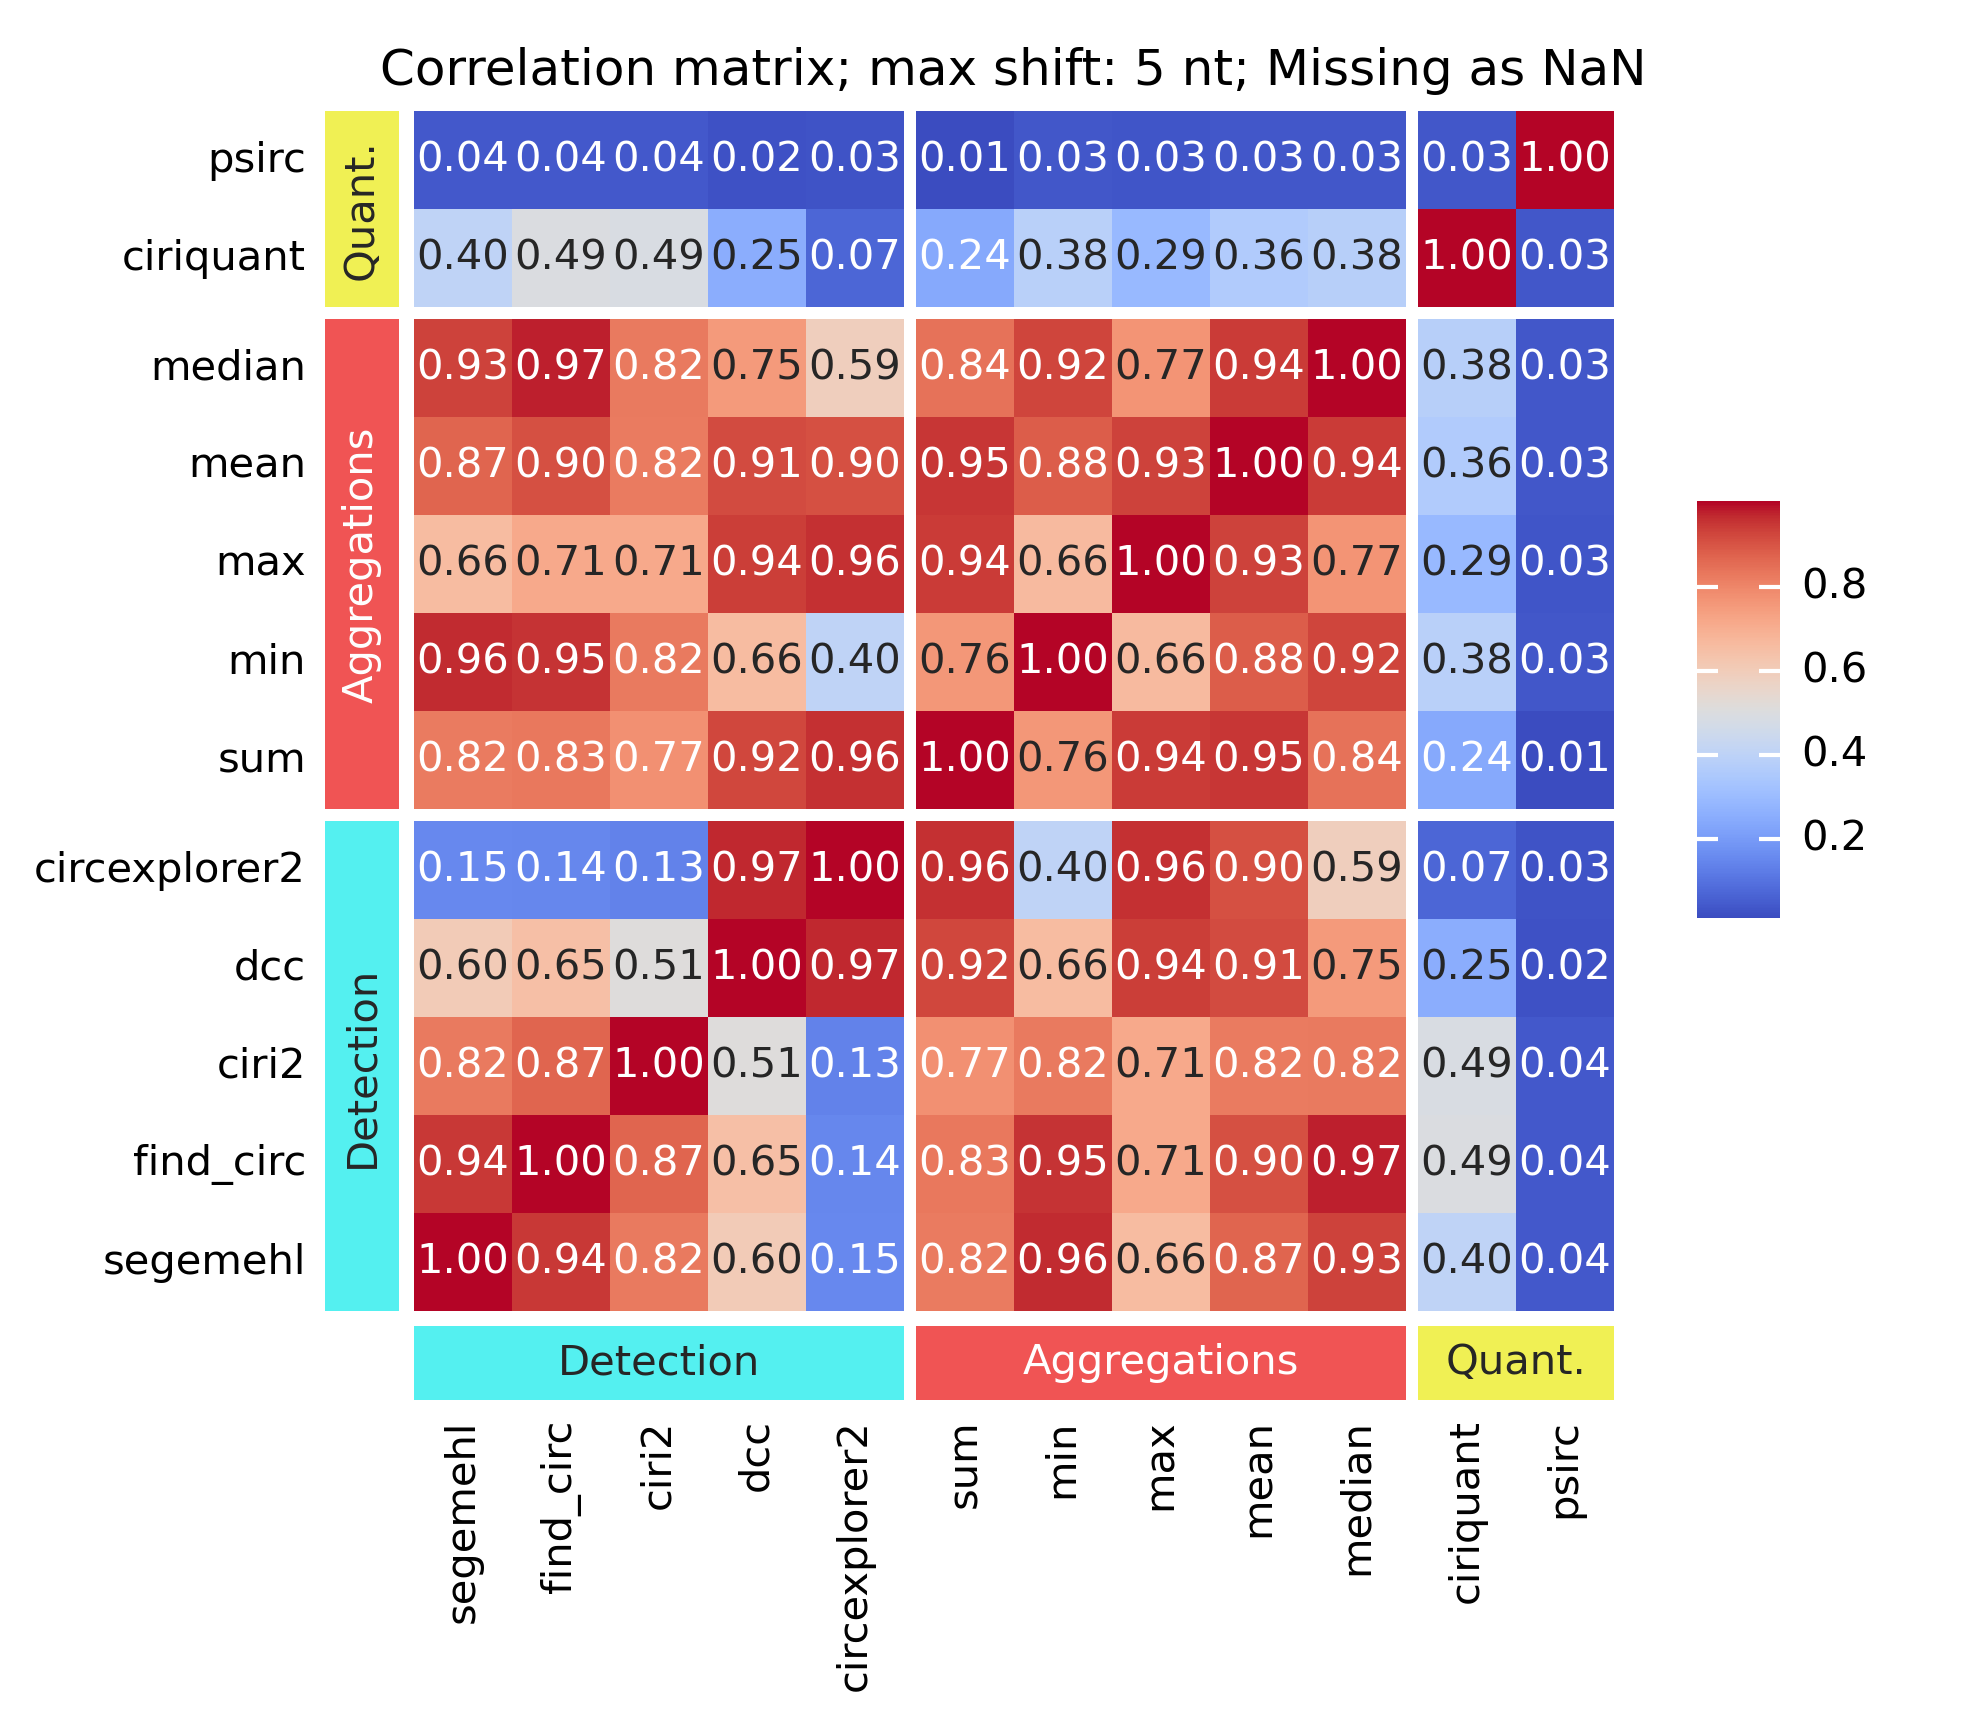 Correlation matrix; max shift: 5 nt; Missing as NaN
psirc 0.04 0.04 0.04 0.02 0.03 0.01 0.03 0.03 0.03 0.03 0.03 1.00
ciriquant 0.40 0.49 0.49 0.25 0.07 0.24 0.38 0.29 0.36 0.38 1.00 0.03
Quant.
median 0.93 0.97 0.82 0.75 0.59 0.84 0.92 0.77 0.94 1.00 0.38 0.03
mean 0.87 0.90 0.82 0.91 0.90 0.95 0.88 0.93 1.00 0.94 0.36 0.03
max 0.66 0.71 0.71 0.94 0.96 0.94 0.66 1.00 0.93 0.77 0.29 0.03
min 0.96 0.95 0.82 0.66 0.40 0.76 1.00 0.66 0.88 0.92 0.38 0.03
sum 0.82 0.83 0.77 0.92 0.96 1.00 0.76 0.94 0.95 0.84 0.24 0.01
Aggregations
circexplorer2 0.15 0.14 0.13 0.97 1.00 0.96 0.40 0.96 0.90 0.59 0.07 0.03
dcc 0.60 0.65 0.51 1.00 0.97 0.92 0.66 0.94 0.91 0.75 0.25 0.02
ciri2 0.82 0.87 1.00 0.51 0.13 0.77 0.82 0.71 0.82 0.82 0.49 0.04
find_circ 0.94 1.00 0.87 0.65 0.14 0.83 0.95 0.71 0.90 0.97 0.49 0.04
segemehl 1.00 0.94 0.82 0.60 0.15 0.82 0.96 0.66 0.87 0.93 0.40 0.04
Detection
Detection Aggregations Quant.
segemehl find_circ ciri2 dcc circexplorer2 sum min max mean median ciriquant psirc
0.8
0.6
0.4
0.2